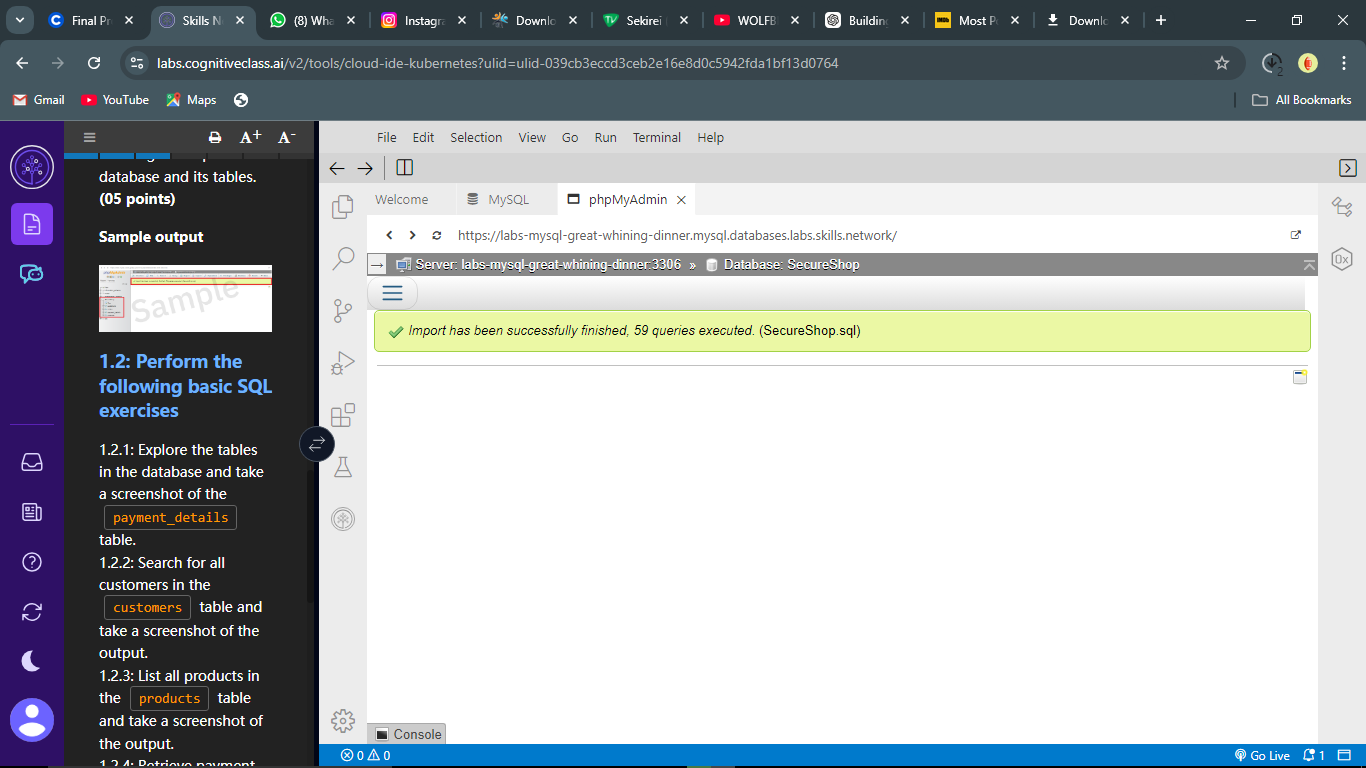 Final Pr
Skills N
(8) Wha
Instagra
Downlo
Sekirei
WOLFB
Building
Most P
Downlo
labs.cognitiveclass.ai/v2/tools/cloud-ide-kubernetes?ulid=ulid-039cb3eccd3ceb2e16e8d0c5942fda1bf13d0764
2
Gmail
YouTube
Maps
All Bookmarks
A+ A-
database and its tables.
(05 points)
Sample output
Sample
1.2: Perform the
following basic SQL
exercises
1.2.1: Explore the tables
in the database and take
a screenshot of the
payment_details
table.
1.2.2: Search for all
customers in the
customers table and
take a screenshot of the
output.
1.2.3: List all products in
the products table
and take a screenshot of
the output.
1.2.4: Retrieve payment
File Edit Selection View Go Run Terminal Help
Welcome
MySQL
phpMyAdmin
https://labs-mysql-great-whining-dinner.mysql.databases.labs.skills.network/
Server: labs-mysql-great-whining-dinner:3306 » Database: SecureShop
Import has been successfully finished, 59 queries executed. (SecureShop.sql)
Console
0 0
Go Live
1
0x